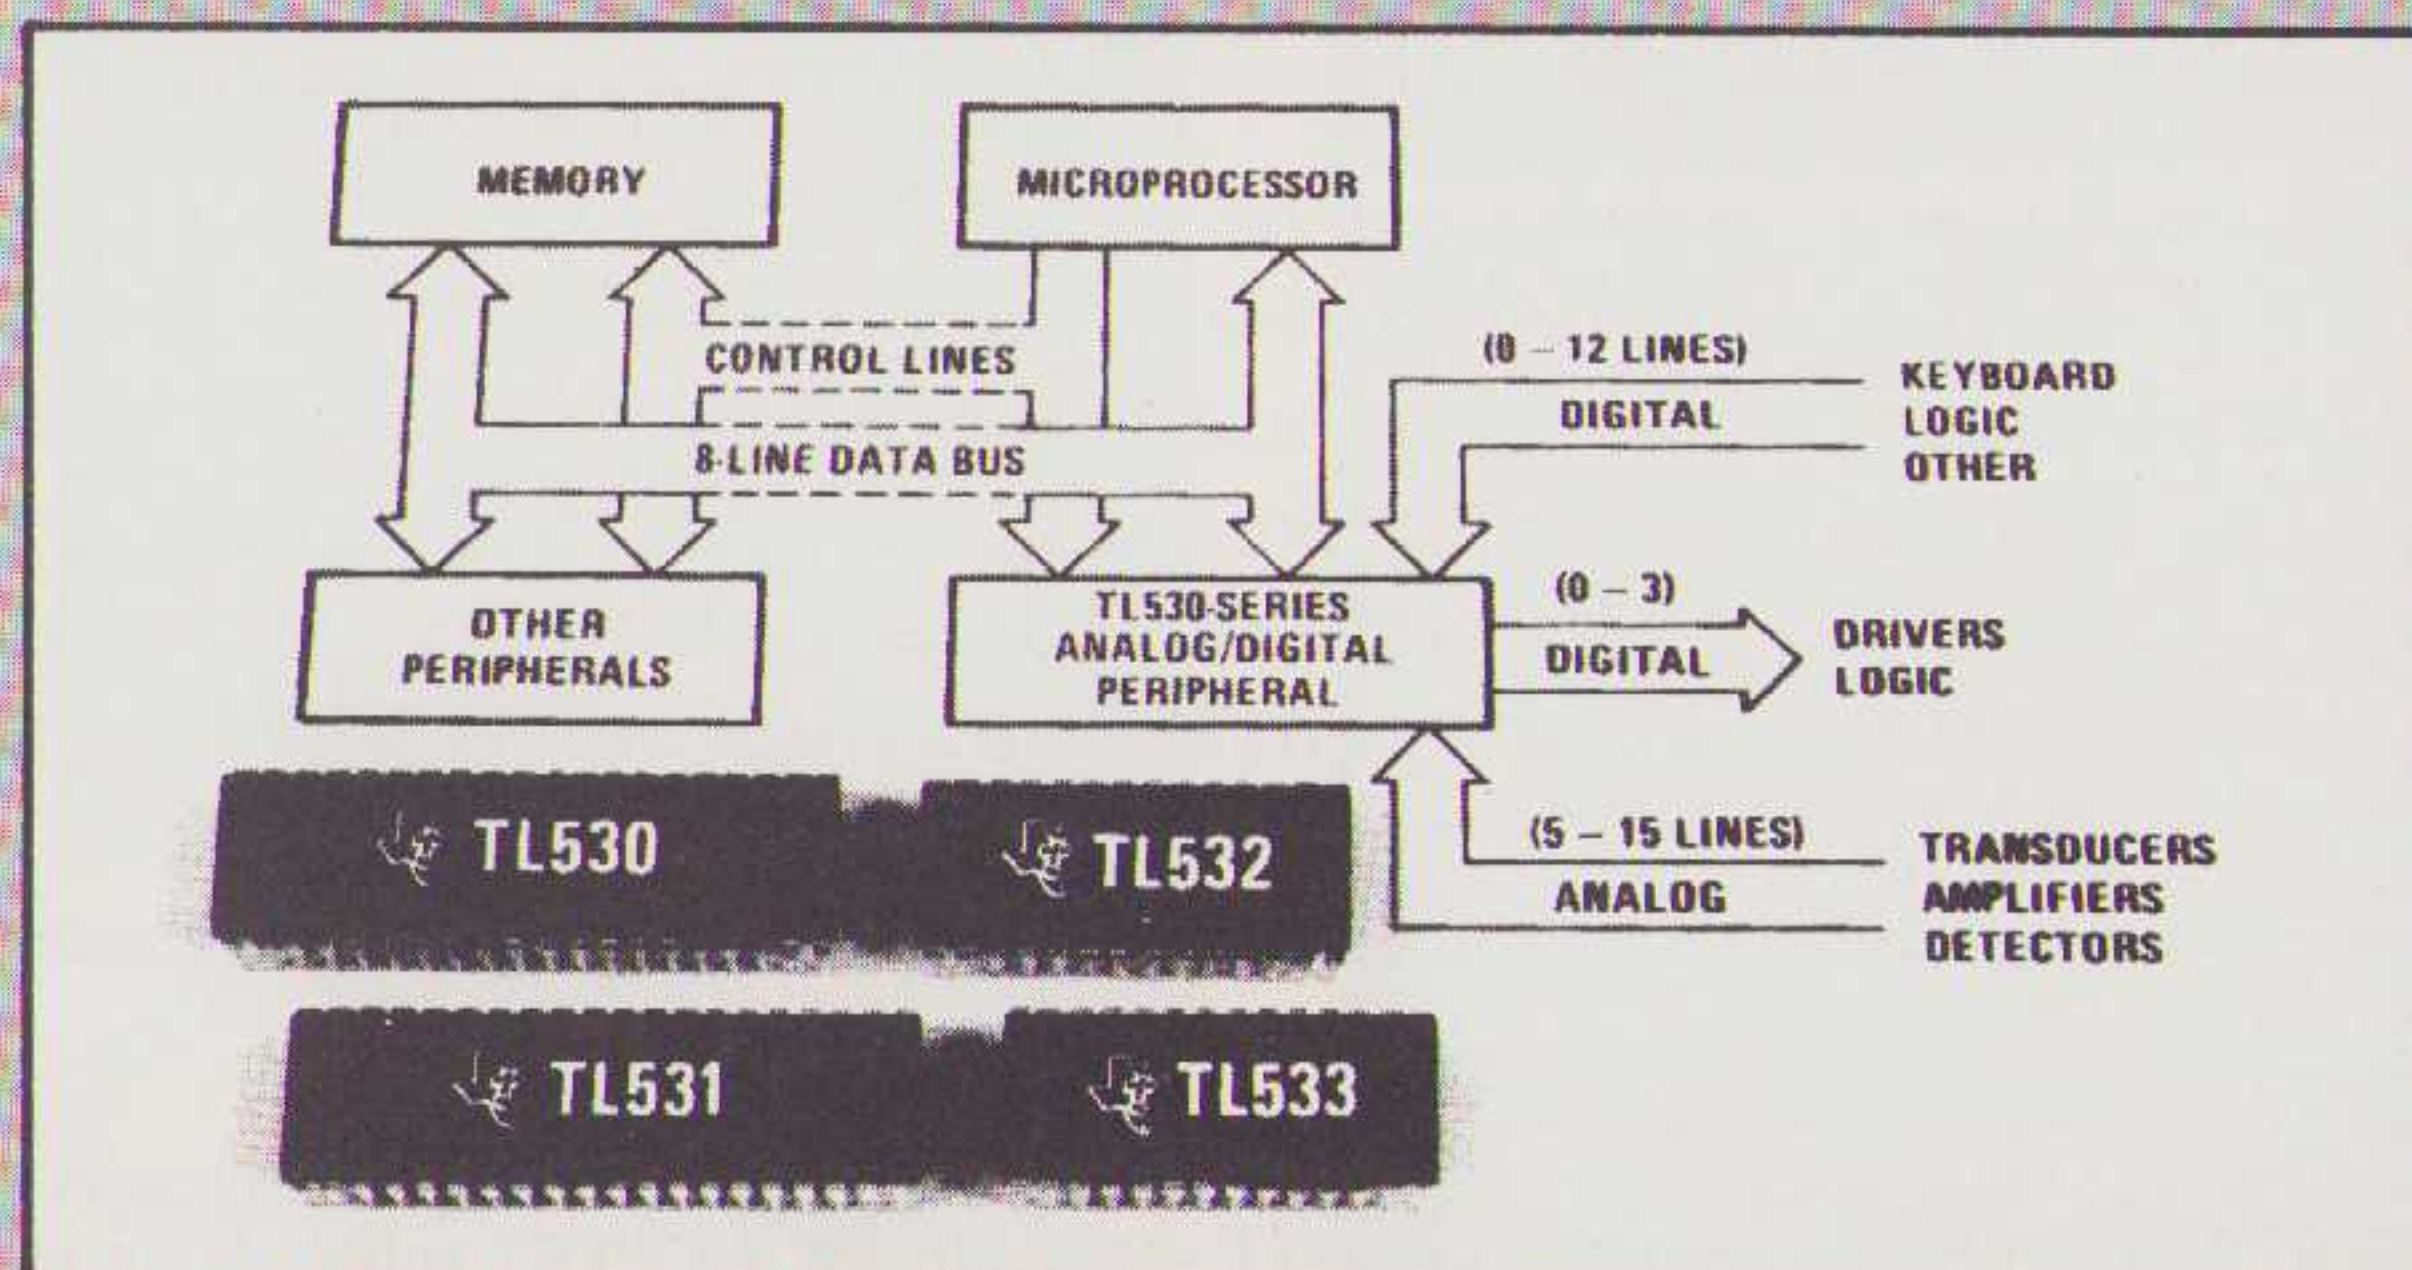 MEMORY
MICROPROCESSOR
CONTROL LINES
8-LINE DATA BUS
(0 – 12 LINES)
DIGITAL
KEYBOARD
LOGIC
OTHER
OTHER
PERIPHERALS
TL530-SERIES
ANALOG/DIGITAL
PERIPHERAL
(0 – 3)
DIGITAL
DRIVERS
LOGIC
(5 – 15 LINES)
ANALOG
TRANSDUCERS
AMPLIFIERS
DETECTORS
TL530
TL532
TL531
TL533